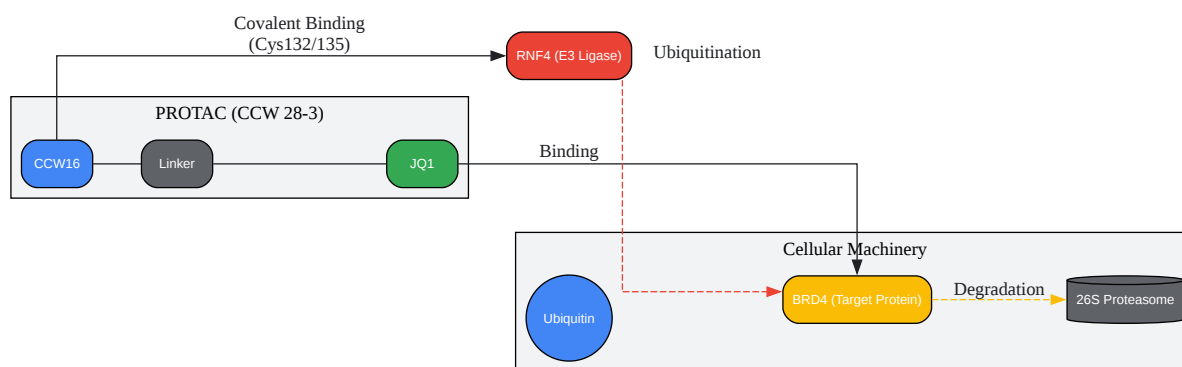 Covalent Binding
(Cys132/135)
RNF4 (E3 Ligase)
Ubiquitination
PROTAC (CCW 28-3)
CCW16
Linker
JQ1
Binding
Cellular Machinery
Ubiquitin
BRD4 (Target Protein)
Degradation
26S Proteasome